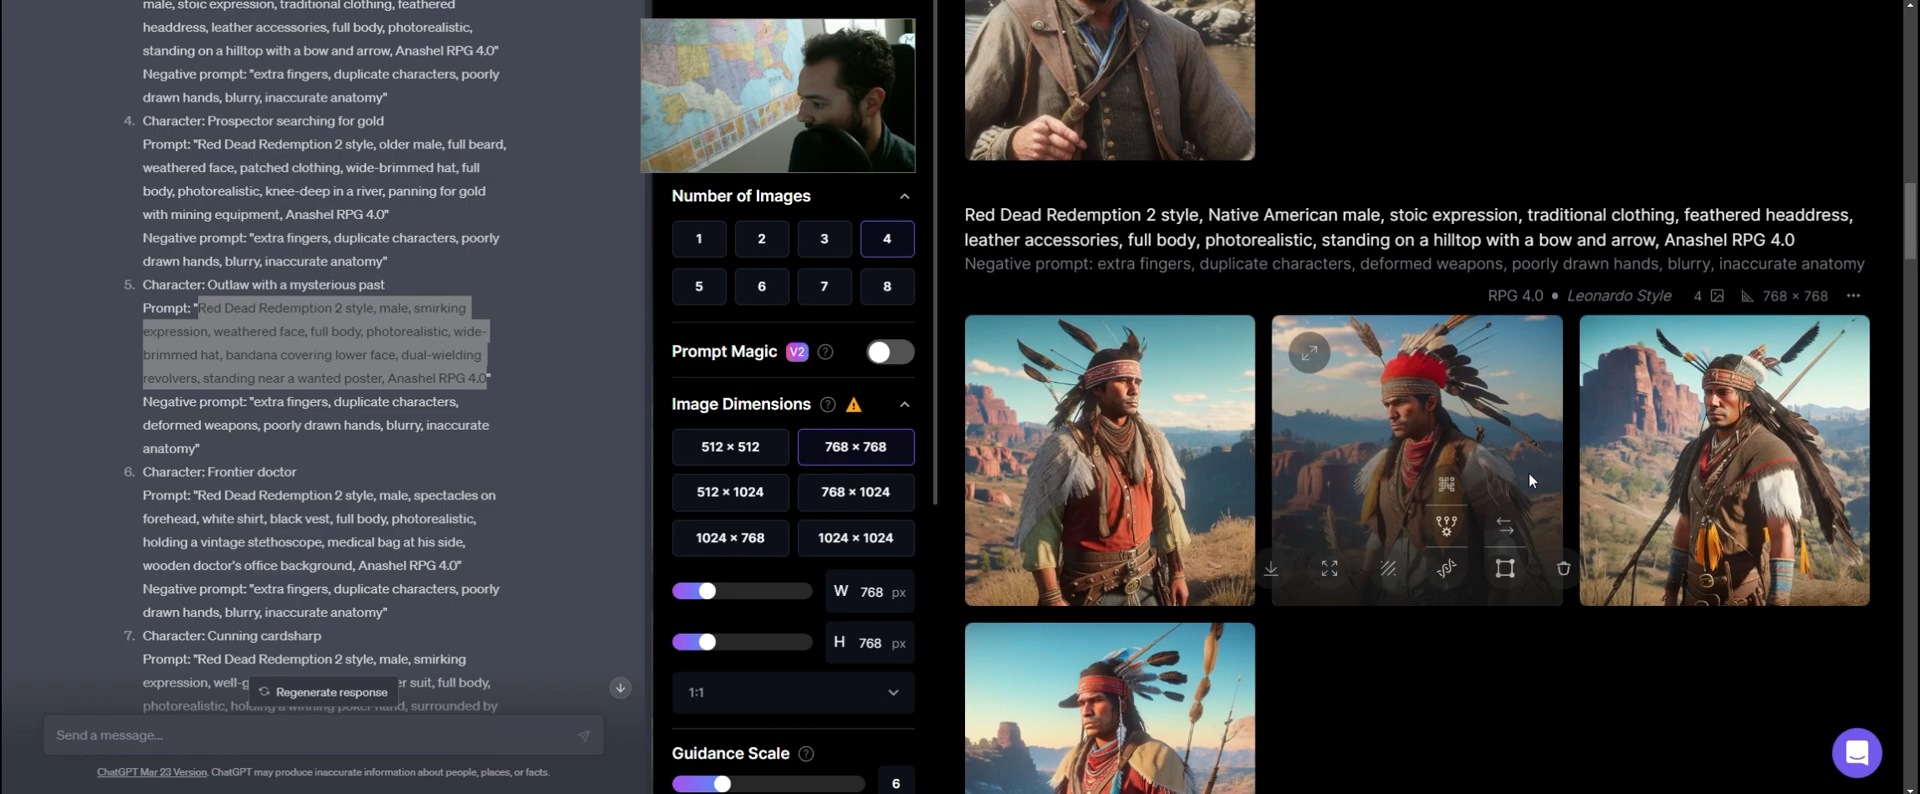 male, stoic expression, traditional clothing, feathered
headdress, leather accessories, full body, photorealistic,
standing on a hilltop with a bow and arrow, Anashel RPG 4.0"
Negative prompt: "extra fingers, duplicate characters, poorly
drawn hands, blurry, inaccurate anatomy"
4. Character: Prospector searching for gold
Prompt: "Red Dead Redemption 2 style, older male, full beard,
weathered face, patched clothing, wide-brimmed hat, full
body, photorealistic, knee-deep in a river, panning for gold
with mining equipment, Anashel RPG 4.0"
Negative prompt: "extra fingers, duplicate characters, poorly
drawn hands, blurry, inaccurate anatomy"
5. Character: Outlaw with a mysterious past
Prompt: "Red Dead Redemption 2 style, male, smirking
expression, weathered face, full body, photorealistic, wide-
brimmed hat, bandana covering lower face, dual-wielding
revolvers, standing near a wanted poster, Anashel RPG 4.0"
Negative prompt: "extra fingers, duplicate characters,
deformed weapons, poorly drawn hands, blurry, inaccurate
anatomy"
6. Character: Frontier doctor
Prompt: "Red Dead Redemption 2 style, male, spectacles on
forehead, white shirt, black vest, full body, photorealistic,
holding a vintage stethoscope, medical bag at his side,
wooden doctor's office background, Anashel RPG 4.0"
Negative prompt: "extra fingers, duplicate characters, poorly
drawn hands, blurry, inaccurate anatomy"
7. Character: Cunning cardsharp
Prompt: "Red Dead Redemption 2 style, male, smirking
expression, well-g er suit, full body,
photorealistic, holding a winning poker hand, surrounded by
Regenerate response
Send a message...
ChatGPT Mar 23 Version. ChatGPT may produce inaccurate information about people, places, or facts.
Number of Images
1 2 3 4
5 6 7 8
Prompt Magic V2
Image Dimensions
512 × 512 768 × 768
512 × 1024 768 × 1024
1024 × 768 1024 × 1024
W 768 px
H 768 px
1:1
Guidance Scale
6
Red Dead Redemption 2 style, Native American male, stoic expression, traditional clothing, feathered headdress,
leather accessories, full body, photorealistic, standing on a hilltop with a bow and arrow, Anashel RPG 4.0
Negative prompt: extra fingers, duplicate characters, deformed weapons, poorly drawn hands, blurry, inaccurate anatomy
RPG 4.0 • Leonardo Style 4 768 × 768